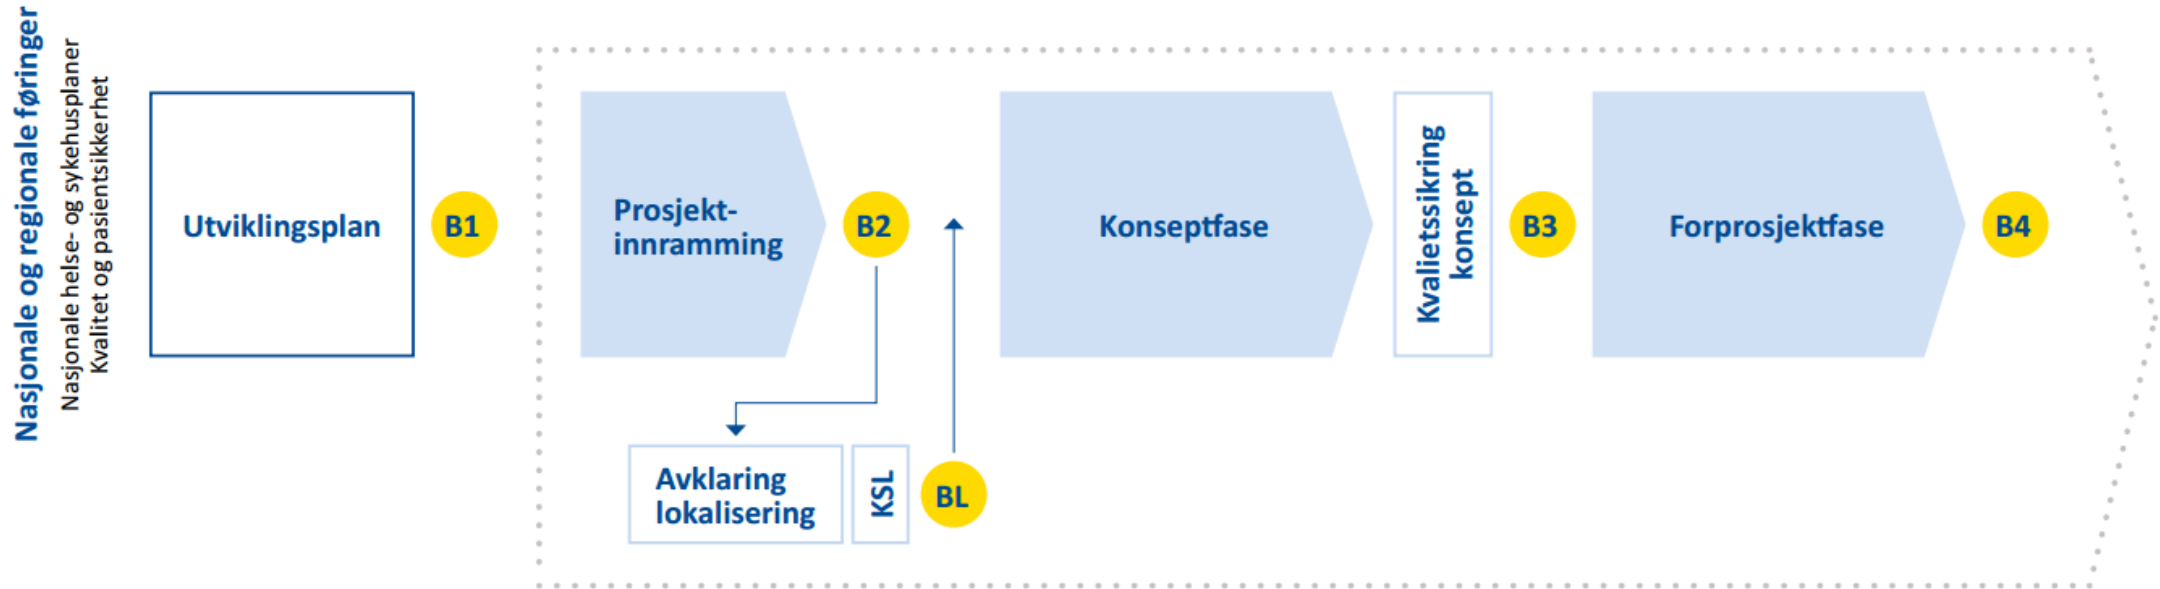 Nasjonale og regionale føringer
Nasjonale helse- og sykehusplaner
Kvalitet og pasientsikkerhet
Utviklingsplan
B1
Prosjekt-
innramming
B2
Avklaring
lokalisering
KSL
BL
Konseptfase
Kvalietssikring
konsept
B3
Forprosjektfase
B4